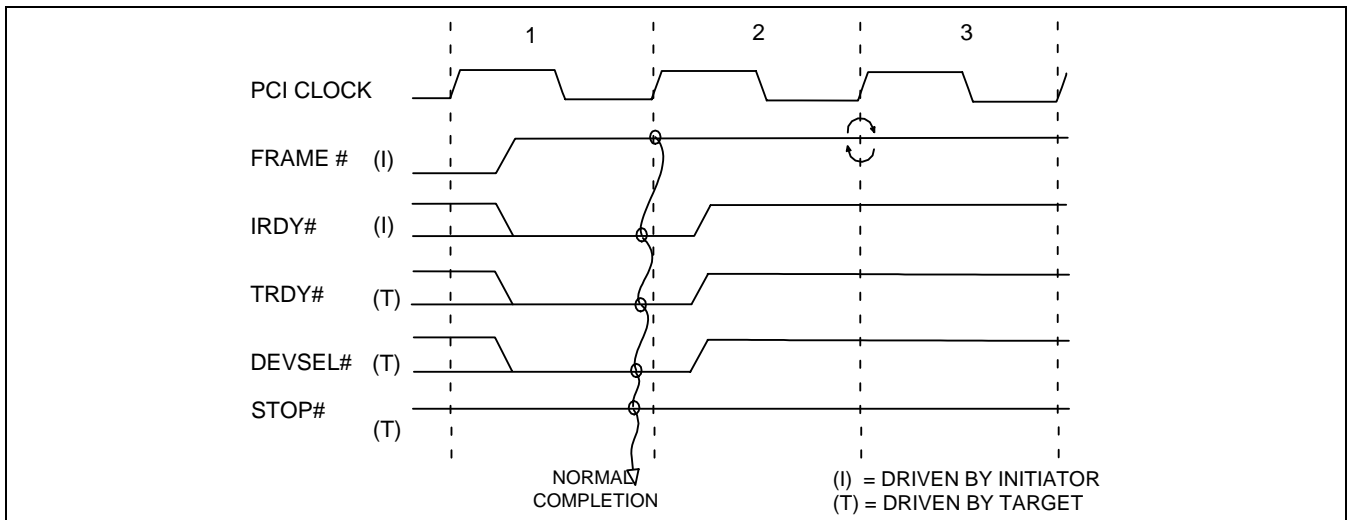 1 2 3
PCI CLOCK
FRAME # (I)
IRDY# (I)
TRDY# (T)
DEVSEL# (T)
STOP#
(T)
NORMAL
COMPLETION
(I) = DRIVEN BY INITIATOR
(T) = DRIVEN BY TARGET